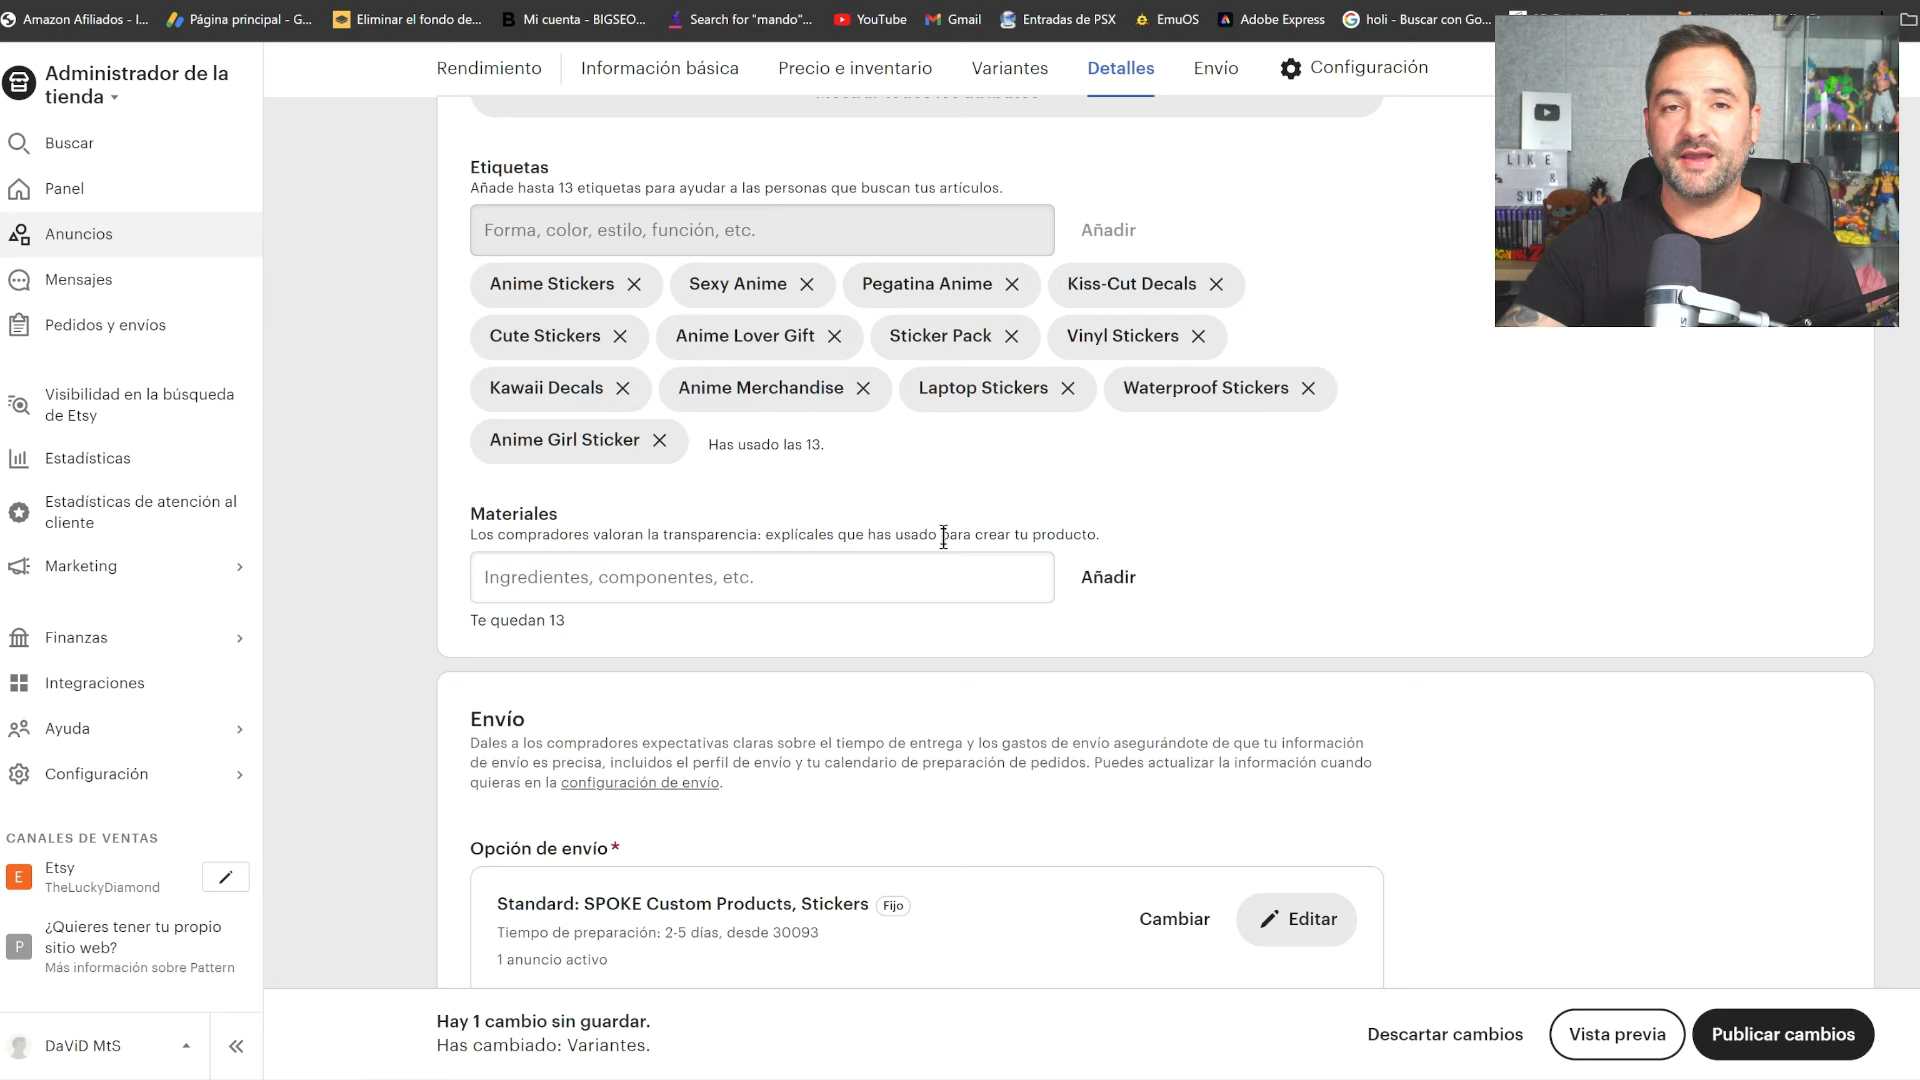 Amazon Afiliados - I...
Página principal - G...
Eliminar el fondo de...
Mi cuenta - BIGSEO...
Search for "mando"...
YouTube
Gmail
Entradas de PSX
EmuOS
Adobe Express
holi - Buscar con Go...
Administrador de la
tienda
Buscar
Panel
Anuncios
Mensajes
Pedidos y envíos
Visibilidad en la búsqueda
de Etsy
Estadísticas
Estadísticas de atención al
cliente
Marketing
Finanzas
Integraciones
Ayuda
Configuración
CANALES DE VENTAS
E
Etsy
TheLuckyDiamond
P
¿Quieres tener tu propio
sitio web?
Más información sobre Pattern
DaViD MtS
Rendimiento
Información básica
Precio e inventario
Variantes
Detalles
Envío
Configuración
Etiquetas
Añade hasta 13 etiquetas para ayudar a las personas que buscan tus artículos.
Forma, color, estilo, función, etc.
Añadir
Anime Stickers
Sexy Anime
Pegatina Anime
Kiss-Cut Decals
Cute Stickers
Anime Lover Gift
Sticker Pack
Vinyl Stickers
Kawaii Decals
Anime Merchandise
Laptop Stickers
Waterproof Stickers
Anime Girl Sticker
Has usado las 13.
Materiales
Los compradores valoran la transparencia: explícales que has usado para crear tu producto.
Ingredientes, componentes, etc.
Añadir
Te quedan 13
Envío
Dales a los compradores expectativas claras sobre el tiempo de entrega y los gastos de envío asegurándote de que tu información
de envío es precisa, incluidos el perfil de envío y tu calendario de preparación de pedidos. Puedes actualizar la información cuando
quieras en la configuración de envío.
Opción de envío*
Standard: SPOKE Custom Products, Stickers
Fijo
Tiempo de preparación: 2-5 días, desde 30093
1 anuncio activo
Cambiar
Editar
Hay 1 cambio sin guardar.
Has cambiado: Variantes.
Descartar cambios
Vista previa
Publicar cambios
LIKE
&
SUB